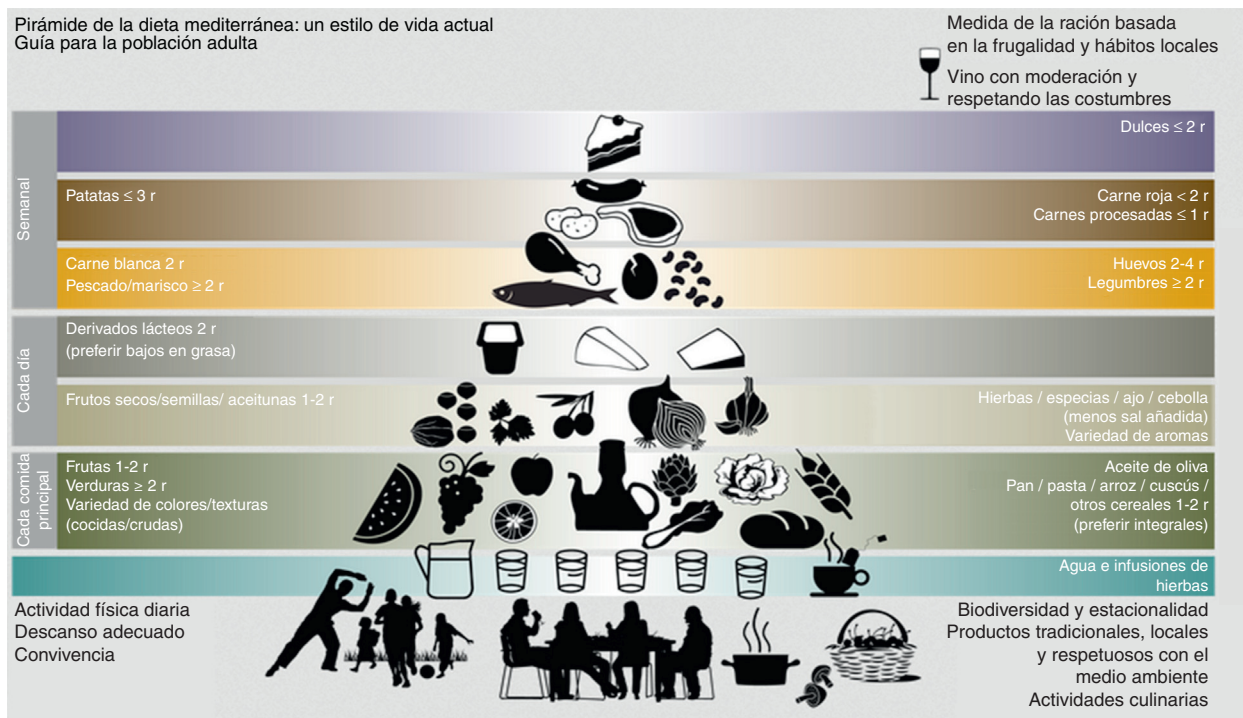 Pirámide de la dieta mediterránea: un estilo de vida actual
Guía para la población adulta
Medida de la ración basada
en la frugalidad y hábitos locales
Vino con moderación y
respetando las costumbres
Semanal
Dulces ≤ 2 r
Patatas ≤ 3 r
Carne roja < 2 r
Carnes procesadas ≤ 1 r
Carne blanca 2 r
Pescado/marisco ≥ 2 r
Huevos 2-4 r
Legumbres ≥ 2 r
Cada día
Derivados lácteos 2 r
(preferir bajos en grasa)
Frutos secos/semillas/ aceitunas 1-2 r
Hierbas / especias / ajo / cebolla
(menos sal añadida)
Variedad de aromas
Cada comida
principal
Frutas 1-2 r
Verduras ≥ 2 r
Variedad de colores/texturas
(cocidas/crudas)
Aceite de oliva
Pan / pasta / arroz / cuscús /
otros cereales 1-2 r
(preferir integrales)
Agua e infusiones de
hierbas
Actividad física diaria
Descanso adecuado
Convivencia
Biodiversidad y estacionalidad
Productos tradicionales, locales
y respetuosos con el
medio ambiente
Actividades culinarias